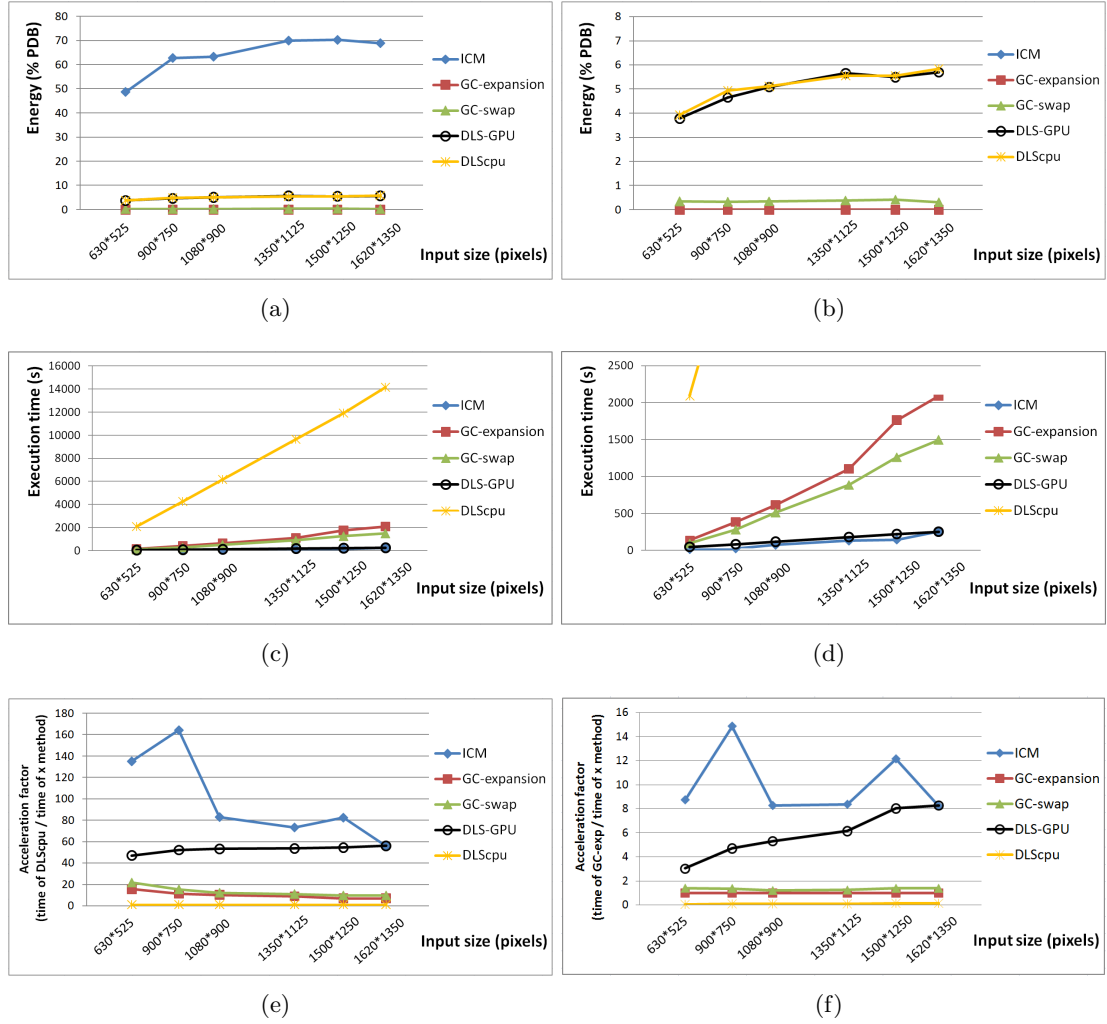 80
70
60
50
40
30
20
10
0
Energy (% PDB)
630*525
900*750
1080*900
1350*1125
1500*1250
1620*1350
Input size (pixels)
ICM
GC-expansion
GC-swap
DLS-GPU
DLScpu
(a)
8
7
6
5
4
3
2
1
0
Energy (% PDB)
630*525
900*750
1080*900
1350*1125
1500*1250
1620*1350
Input size (pixels)
ICM
GC-expansion
GC-swap
DLS-GPU
DLScpu
(b)
16000
14000
12000
10000
8000
6000
4000
2000
0
Execution time (s)
630*525
900*750
1080*900
1350*1125
1500*1250
1620*1350
Input size (pixels)
ICM
GC-expansion
GC-swap
DLS-GPU
DLScpu
(c)
2500
2000
1500
1000
500
0
Execution time (s)
630*525
900*750
1080*900
1350*1125
1500*1250
1620*1350
Input size (pixels)
ICM
GC-expansion
GC-swap
DLS-GPU
DLScpu
(d)
180
160
140
120
100
80
60
40
20
0
Acceleration factor
(time of DLScpu / time of x method)
630*525
900*750
1080*900
1350*1125
1500*1250
1620*1350
Input size (pixels)
ICM
GC-expansion
GC-swap
DLS-GPU
DLScpu
(e)
16
14
12
10
8
6
4
2
0
Acceleration factor
(time of GC-exp / time of x method)
630*525
900*750
1080*900
1350*1125
1500*1250
1620*1350
Input size (pixels)
ICM
GC-expansion
GC-swap
DLS-GPU
DLScpu
(f)